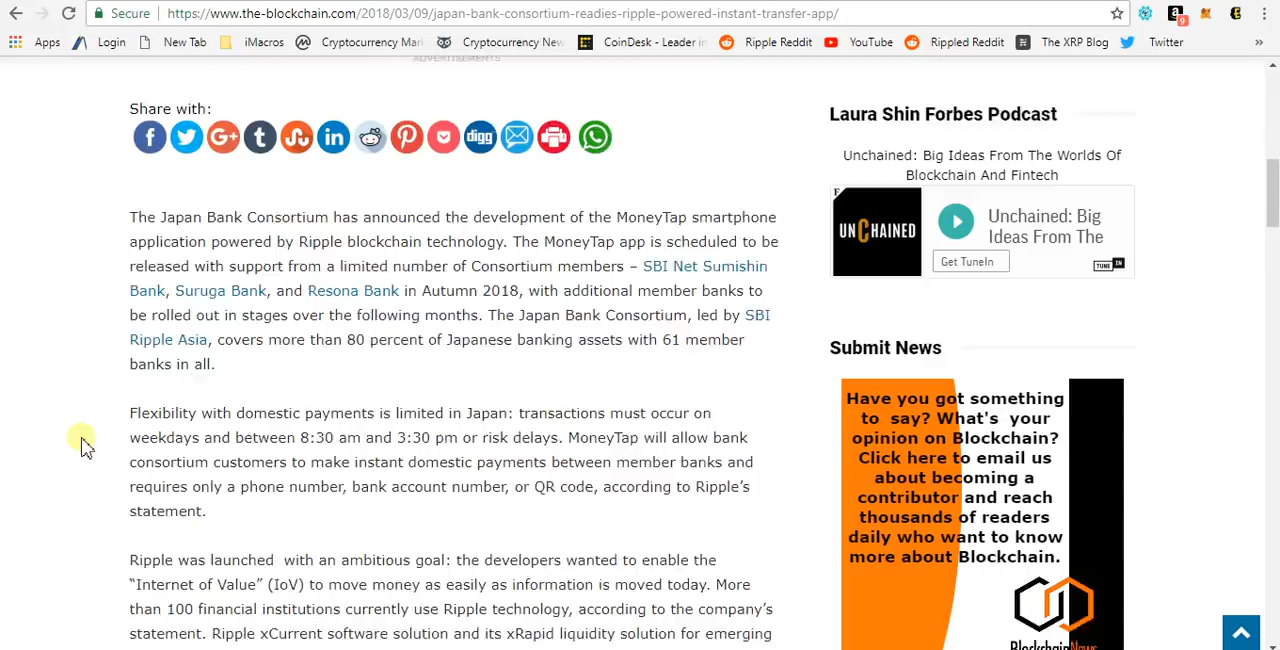 Secure
https://www.the-blockchain.com/2018/03/09/japan-bank-consortium-readies-ripple-powered-instant-transfer-app/
9
Apps Login New Tab iMacros Cryptocurrency Mar Cryptocurrency New CoinDesk - Leader in Ripple Reddit YouTube Rippled Reddit The XRP Blog Twitter »
ADVERTISEMENTS
Share with:
digg
The Japan Bank Consortium has announced the development of the MoneyTap smartphone
application powered by Ripple blockchain technology. The MoneyTap app is scheduled to be
released with support from a limited number of Consortium members – SBI Net Sumishin
Bank, Suruga Bank, and Resona Bank in Autumn 2018, with additional member banks to
be rolled out in stages over the following months. The Japan Bank Consortium, led by SBI
Ripple Asia, covers more than 80 percent of Japanese banking assets with 61 member
banks in all.
Flexibility with domestic payments is limited in Japan: transactions must occur on
weekdays and between 8:30 am and 3:30 pm or risk delays. MoneyTap will allow bank
consortium customers to make instant domestic payments between member banks and
requires only a phone number, bank account number, or QR code, according to Ripple’s
statement.
Ripple was launched with an ambitious goal: the developers wanted to enable the
“Internet of Value” (IoV) to move money as easily as information is moved today. More
than 100 financial institutions currently use Ripple technology, according to the company’s
statement. Ripple xCurrent software solution and its xRapid liquidity solution for emerging
Laura Shin Forbes Podcast
Unchained: Big Ideas From The Worlds Of
Blockchain And Fintech
F
UNCHAINED
Unchained: Big
Ideas From The
Get TuneIn
TUNE IN
Submit News
Have you got something
to say? What's your
opinion on Blockchain?
Click here to email us
about becoming a
contributor and reach
thousands of readers
daily who want to know
more about Blockchain.
BlockchainNews